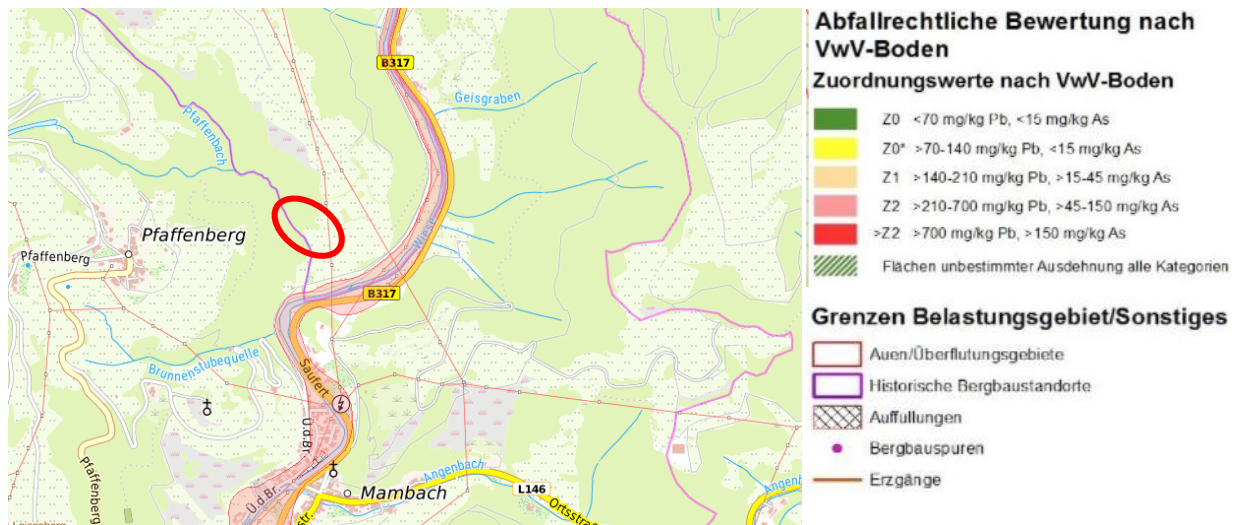 B317
Geisgraben
Pfaffenbach
Pfaffenberg
Pfaffenberg
Wiese
B317
Brunnenstubequelle
Saufert
Ü.d.Br.
Pfaffenberg
Ü.d.Br.
Mambach
Angenbach
L146
Ortsstraß
str.
Angenb
Abfallrechtliche Bewertung nach
VwV-Boden
Zuordnungswerte nach VwV-Boden
Z0 <70 mg/kg Pb, <15 mg/kg As
Z0* >70-140 mg/kg Pb, <15 mg/kg As
Z1 >140-210 mg/kg Pb, >15-45 mg/kg As
Z2 >210-700 mg/kg Pb, >45-150 mg/kg As
>Z2 >700 mg/kg Pb, >150 mg/kg As
Flächen unbestimmter Ausdehnung alle Kategorien
Grenzen Belastungsgebiet/Sonstiges
Auen/Überflutungsgebiete
Historische Bergbaustandorte
Auffüllungen
Bergbauspuren
Erzgänge